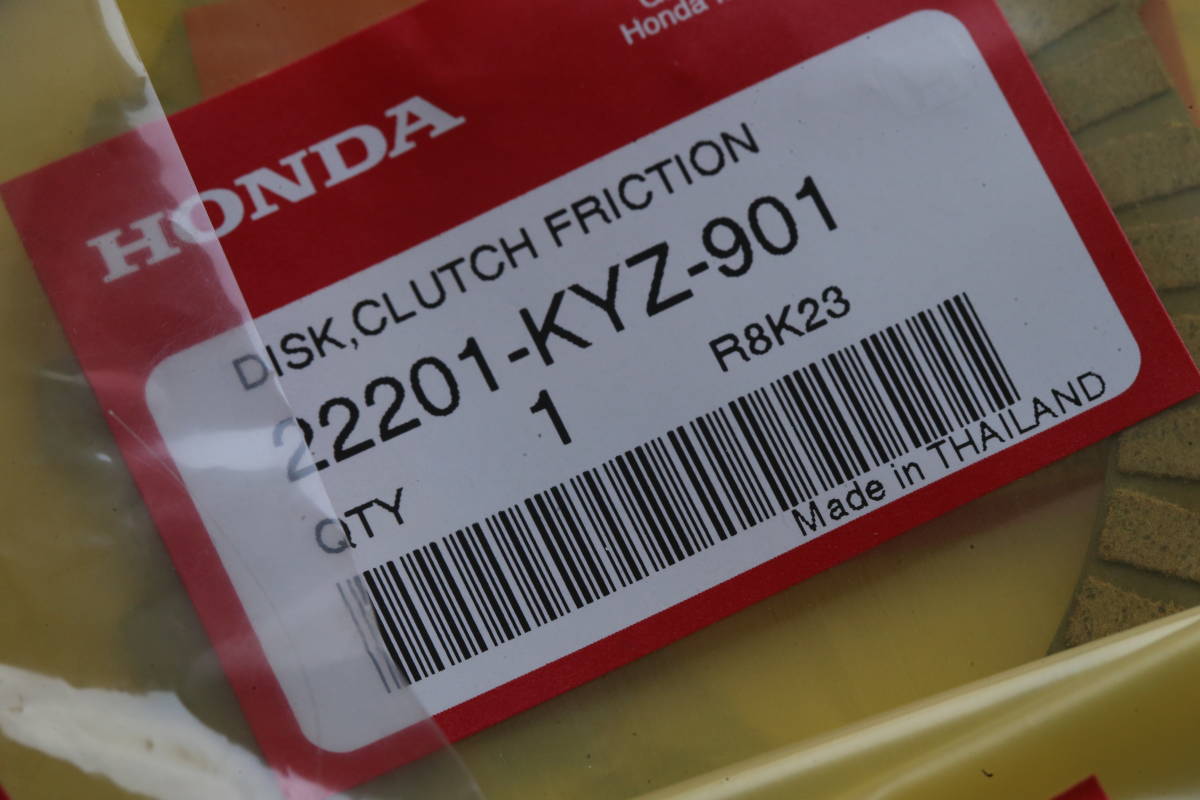 Honda
HONDA
DISK,CLUTCH FRICTION
22201-KYZ-901
1
R8K23
QTY
Made in THAILAND